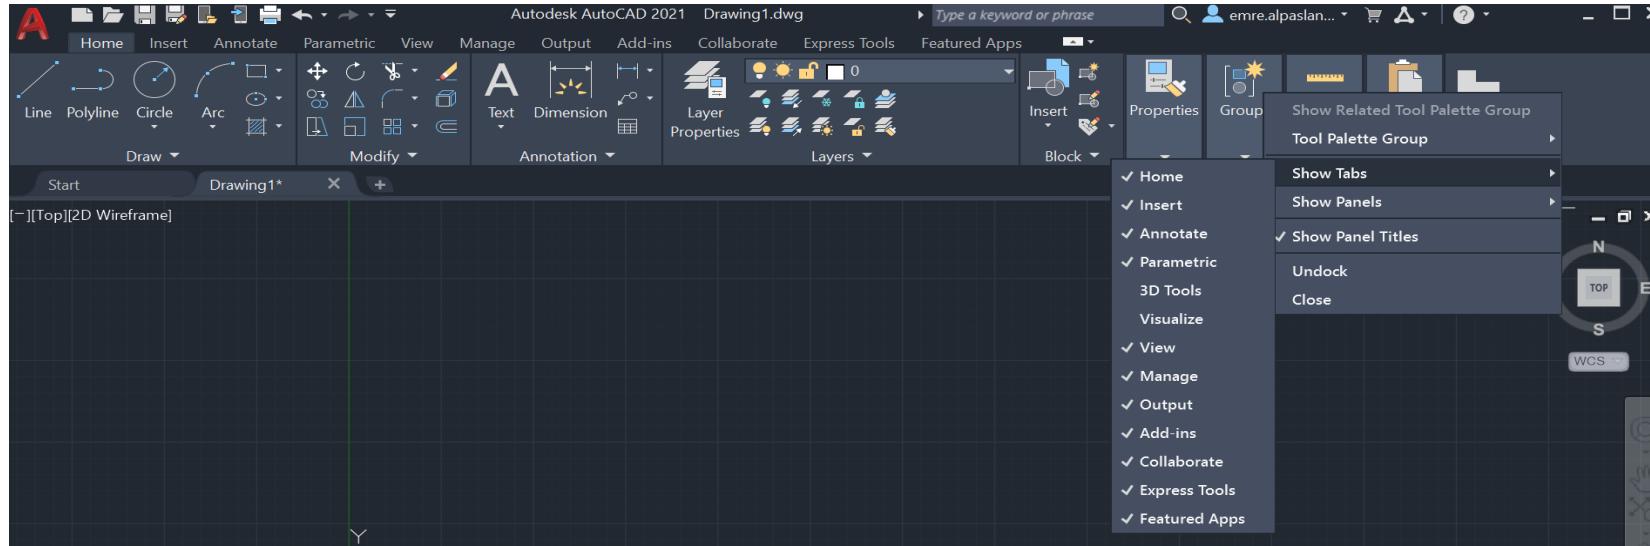 Autodesk AutoCAD 2021 Drawing1.dwg
Type a keyword or phrase
emre.alpaslan...
Home Insert Annotate Parametric View Manage Output Add-ins Collaborate Express Tools Featured Apps
0
Line Polyline Circle Arc
Text Dimension
Layer
Properties
Insert
Properties
Group
Draw
Modify
Annotation
Layers
Block
Start
Drawing1*
[−][Top][2D Wireframe]
Show Related Tool Palette Group
Tool Palette Group
Show Tabs
Show Panels
Show Panel Titles
Undock
Close
Home
Insert
Annotate
Parametric
3D Tools
Visualize
View
Manage
Output
Add-ins
Collaborate
Express Tools
Featured Apps
N
TOP
E
S
WCS
Y